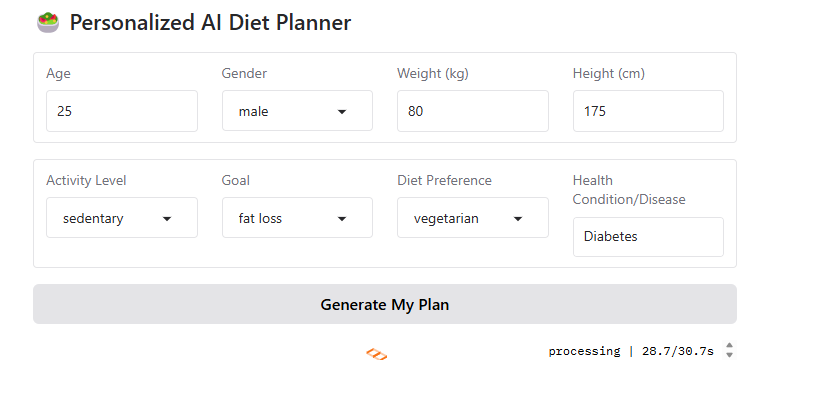 Personalized AI Diet Planner
Age Gender Weight (kg) Height (cm)
25 male 80 175
Activity Level Goal Diet Preference Health Condition/Disease
sedentary fat loss vegetarian Diabetes
Generate My Plan
processing | 28.7/30.7s